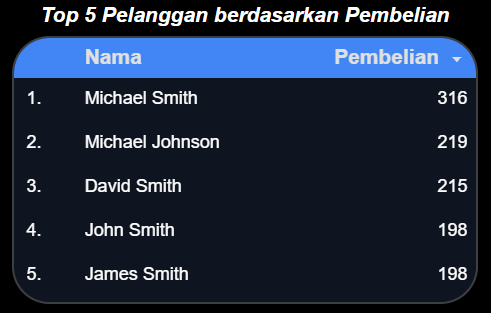 Top 5 Pelanggan berdasarkan Pembelian
Nama Pembelian
1. Michael Smith 316
2. Michael Johnson 219
3. David Smith 215
4. John Smith 198
5. James Smith 198